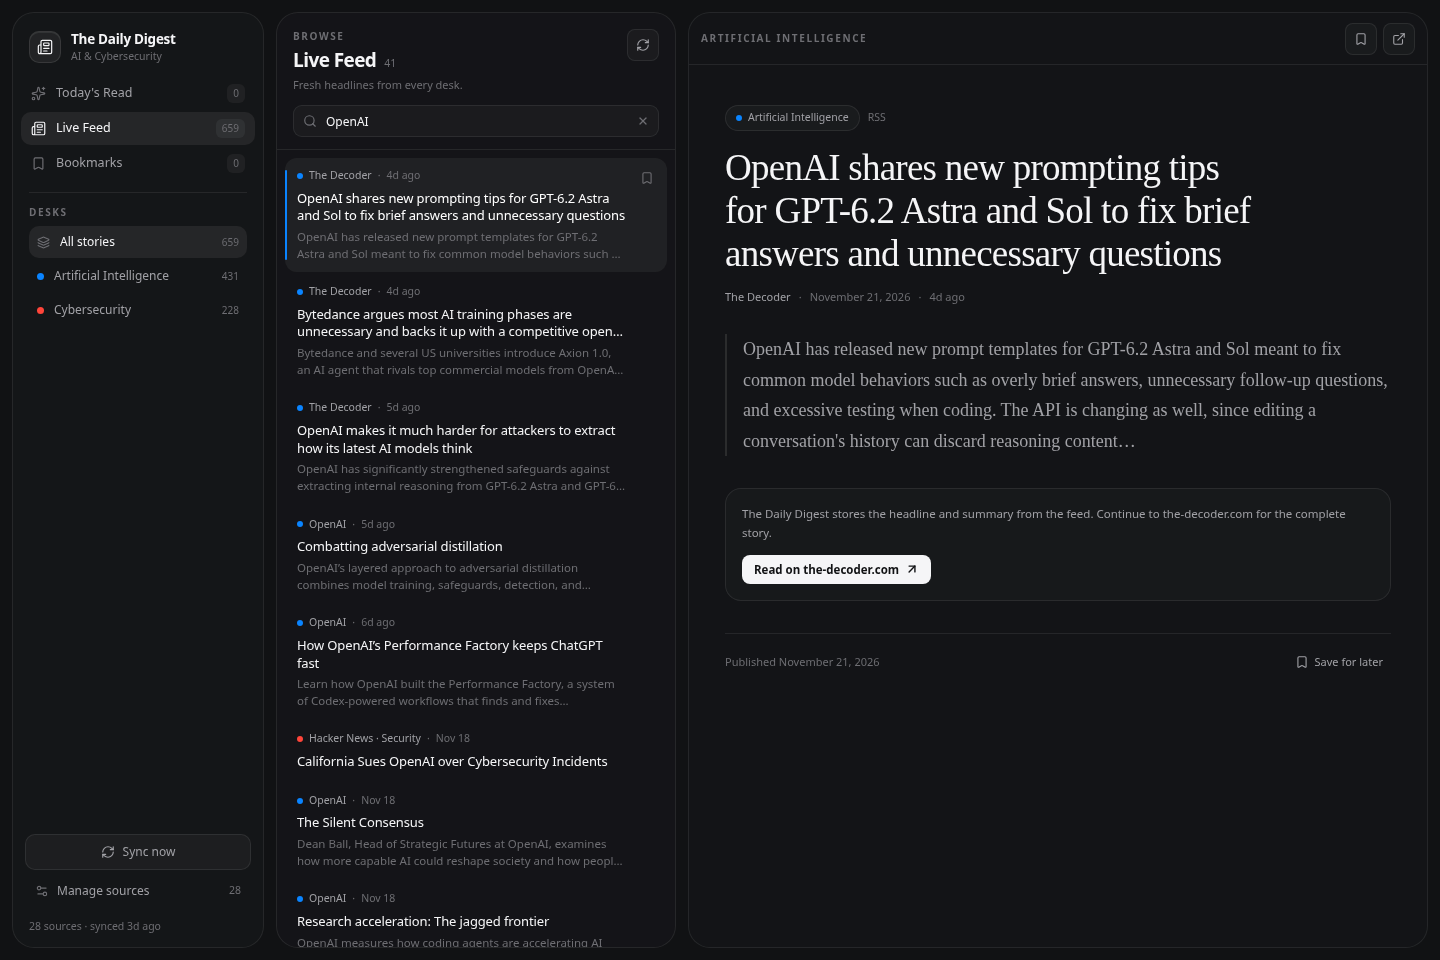 The Daily Digest
AI & Cybersecurity
Today's Read 0
Live Feed 659
Bookmarks 0
DESKS
All stories 659
Artificial Intelligence 431
Cybersecurity 228
Sync now
Manage sources 28
28 sources · synced 3d ago
BROWSE
Live Feed 41
Fresh headlines from every desk.
OpenAI
The Decoder · 4d ago
OpenAI shares new prompting tips for GPT-6.2 Astra
and Sol to fix brief answers and unnecessary questions
OpenAI has released new prompt templates for GPT-6.2
Astra and Sol meant to fix common model behaviors such ...
The Decoder · 4d ago
Bytedance argues most AI training phases are
unnecessary and backs it up with a competitive open...
Bytedance and several US universities introduce Axion 1.0,
an AI agent that rivals top commercial models from OpenA...
The Decoder · 5d ago
OpenAI makes it much harder for attackers to extract
how its latest AI models think
OpenAI has significantly strengthened safeguards against
extracting internal reasoning from GPT-6.2 Astra and GPT-6...
OpenAI · 5d ago
Combatting adversarial distillation
OpenAI’s layered approach to adversarial distillation
combines model training, safeguards, detection, and...
OpenAI · 6d ago
How OpenAI’s Performance Factory keeps ChatGPT
fast
Learn how OpenAI built the Performance Factory, a system
of Codex-powered workflows that finds and fixes...
Hacker News · Security · Nov 18
California Sues OpenAI over Cybersecurity Incidents
OpenAI · Nov 18
The Silent Consensus
Dean Ball, Head of Strategic Futures at OpenAI, examines
how more capable AI could reshape society and how peopl...
OpenAI · Nov 18
Research acceleration: The jagged frontier
OpenAI measures how coding agents are accelerating AI
ARTIFICIAL INTELLIGENCE
Artificial Intelligence RSS
OpenAI shares new prompting tips
for GPT-6.2 Astra and Sol to fix brief
answers and unnecessary questions
The Decoder · November 21, 2026 · 4d ago
OpenAI has released new prompt templates for GPT-6.2 Astra and Sol meant to fix
common model behaviors such as overly brief answers, unnecessary follow-up questions,
and excessive testing when coding. The API is changing as well, since editing a
conversation's history can discard reasoning content…
The Daily Digest stores the headline and summary from the feed. Continue to the-decoder.com for the complete
story.
Read on the-decoder.com
Published November 21, 2026
Save for later